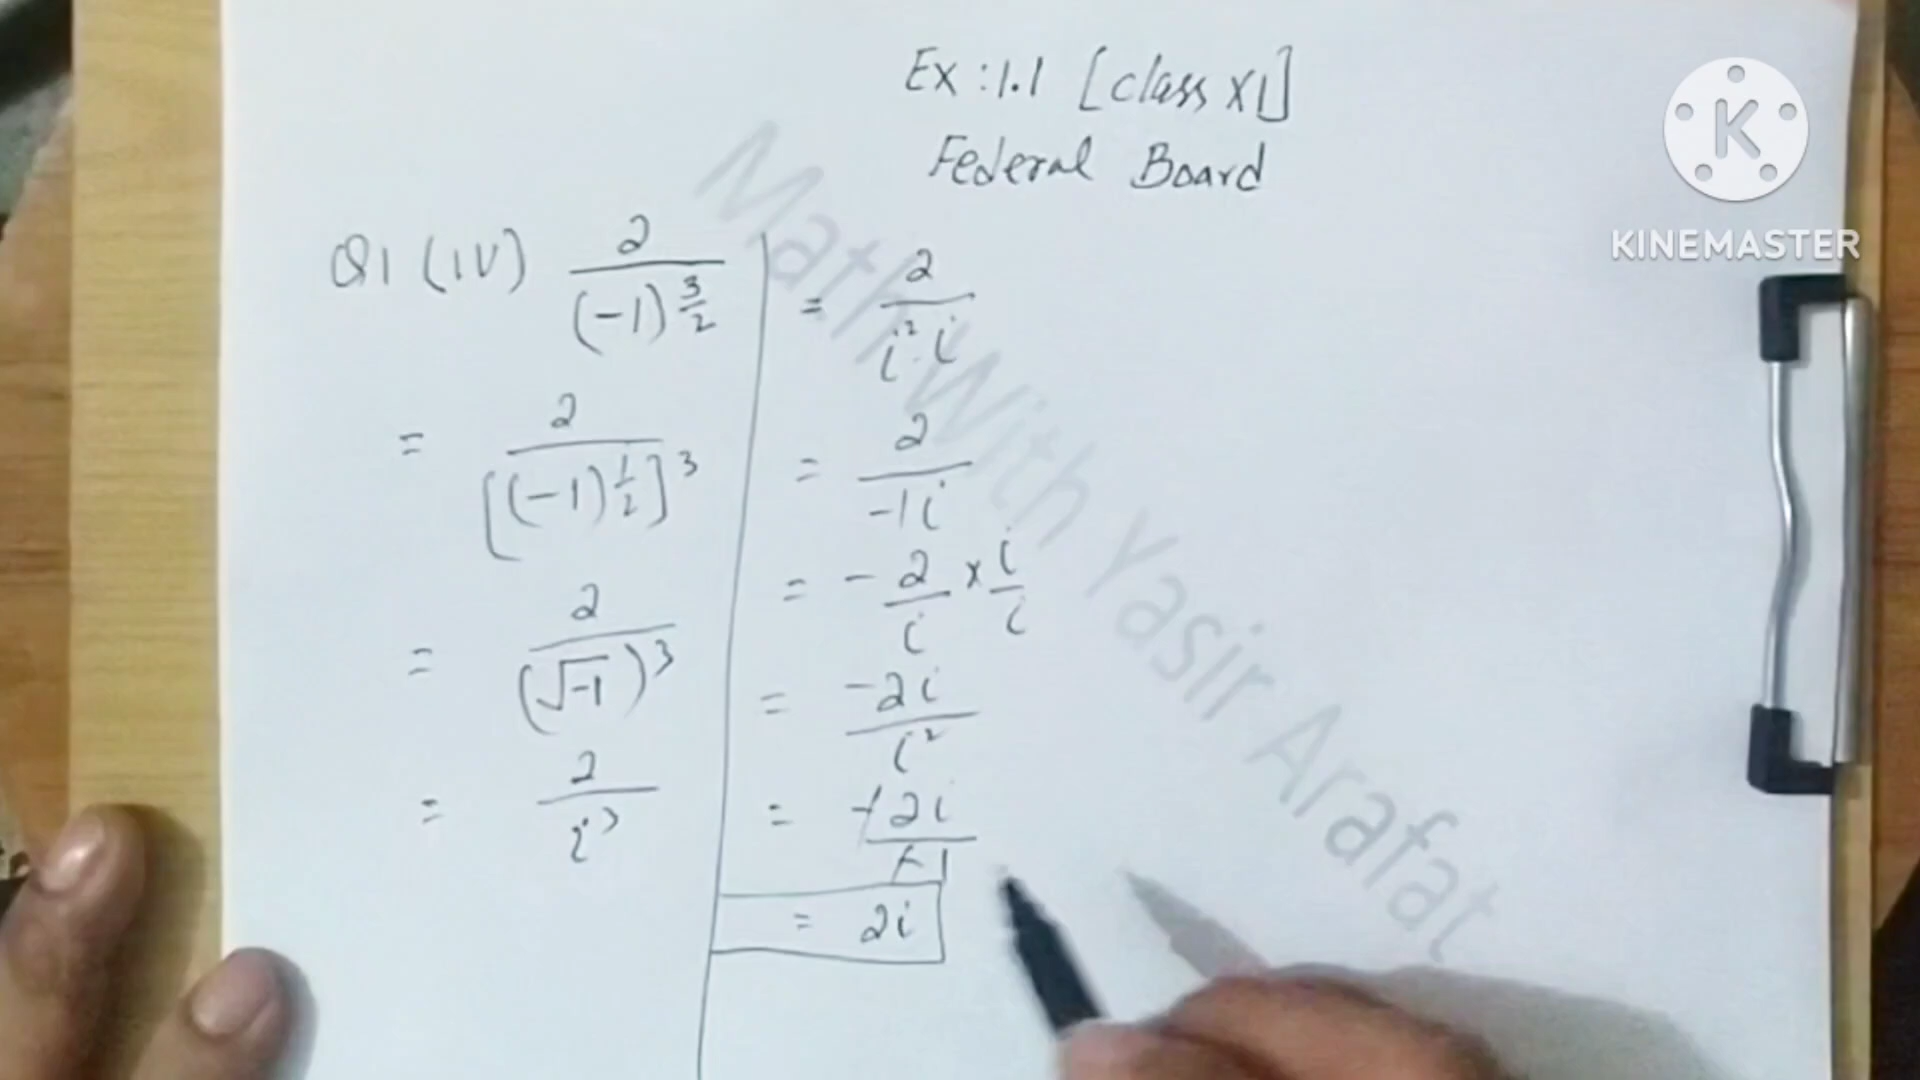 Ex : 1.1 [class XI]
Federal Board
KINEMASTER
Math With Yasir Arafat
Q1 (iv) 2/(-1)^(3/2)
= 2/[(-1)^(1/2)]^3
= 2/(√-1)^3
= 2/i^3
= 2/(i^2 · i)
= 2/(-1i)
= - 2/i × i/i
= -2i/i^2
= -2i/-1
= 2i